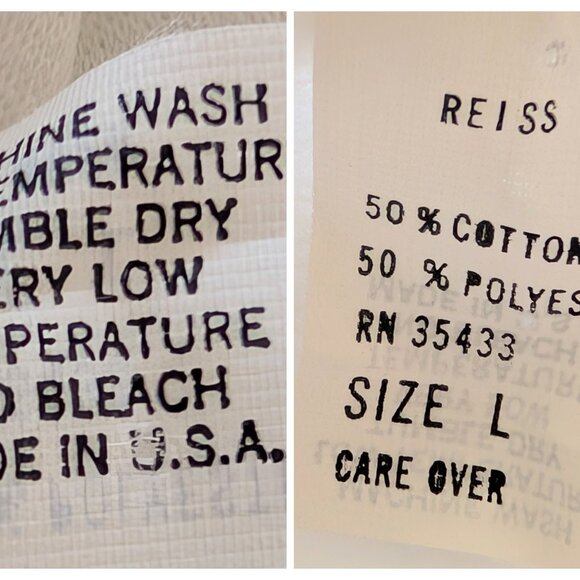 HINE WASH
EMPERATUR
MBLE DRY
ERY LOW
PERATURE
O BLEACH
DE IN U.S.A.
REISS
50 % COTTON
50 % POLYES
RN 35433
SIZE L
CARE OVER